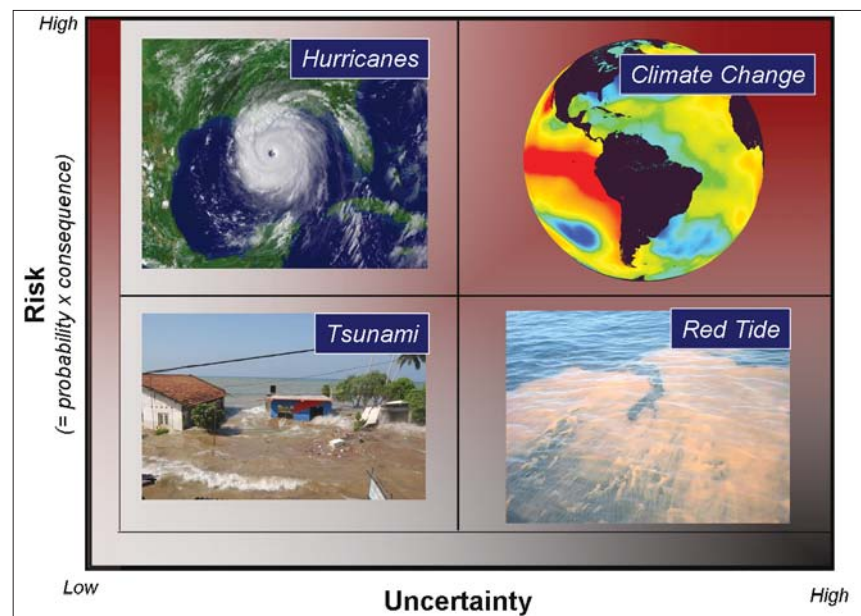 High
Hurricanes
Climate Change
Risk
(= probability x consequence)
Tsunami
Red Tide
Low
Uncertainty
High